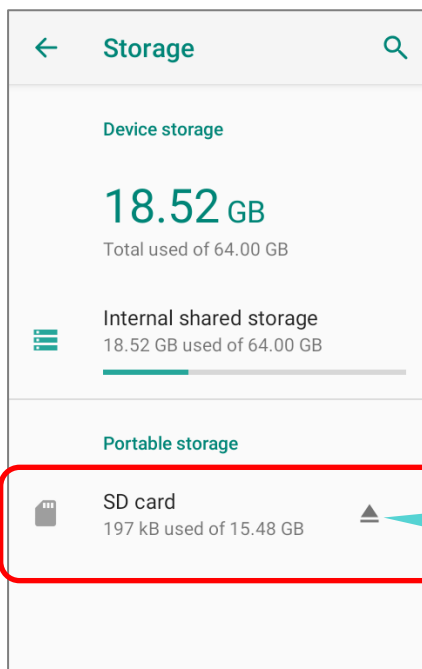 Storage
Device storage
18.52 GB
Total used of 64.00 GB
Internal shared storage
18.52 GB used of 64.00 GB
Portable storage
SD card
197 kB used of 15.48 GB